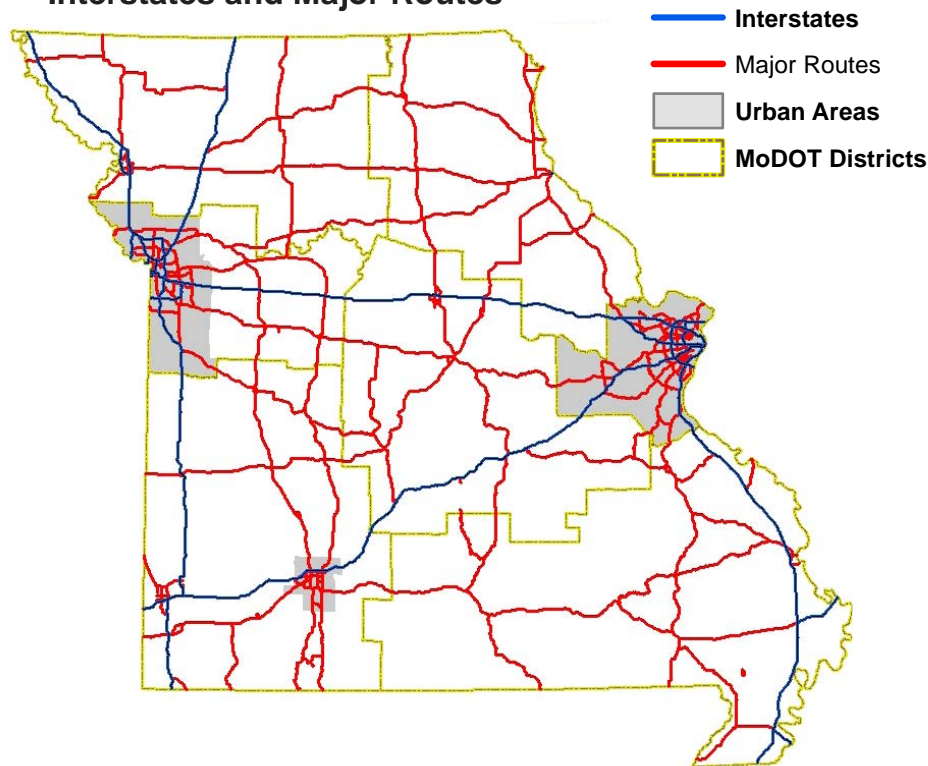 Interstates and Major Routes
Interstates
Major Routes
Urban Areas
MoDOT Districts